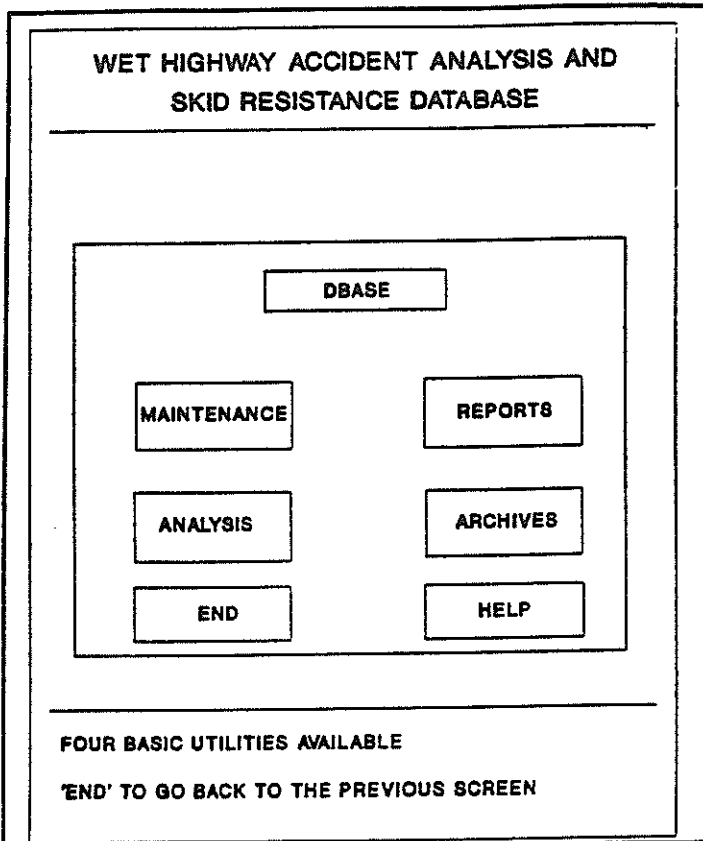 WET HIGHWAY ACCIDENT ANALYSIS AND
SKID RESISTANCE DATABASE
DBASE
MAINTENANCE
REPORTS
ANALYSIS
ARCHIVES
END
HELP
FOUR BASIC UTILITIES AVAILABLE
'END' TO GO BACK TO THE PREVIOUS SCREEN